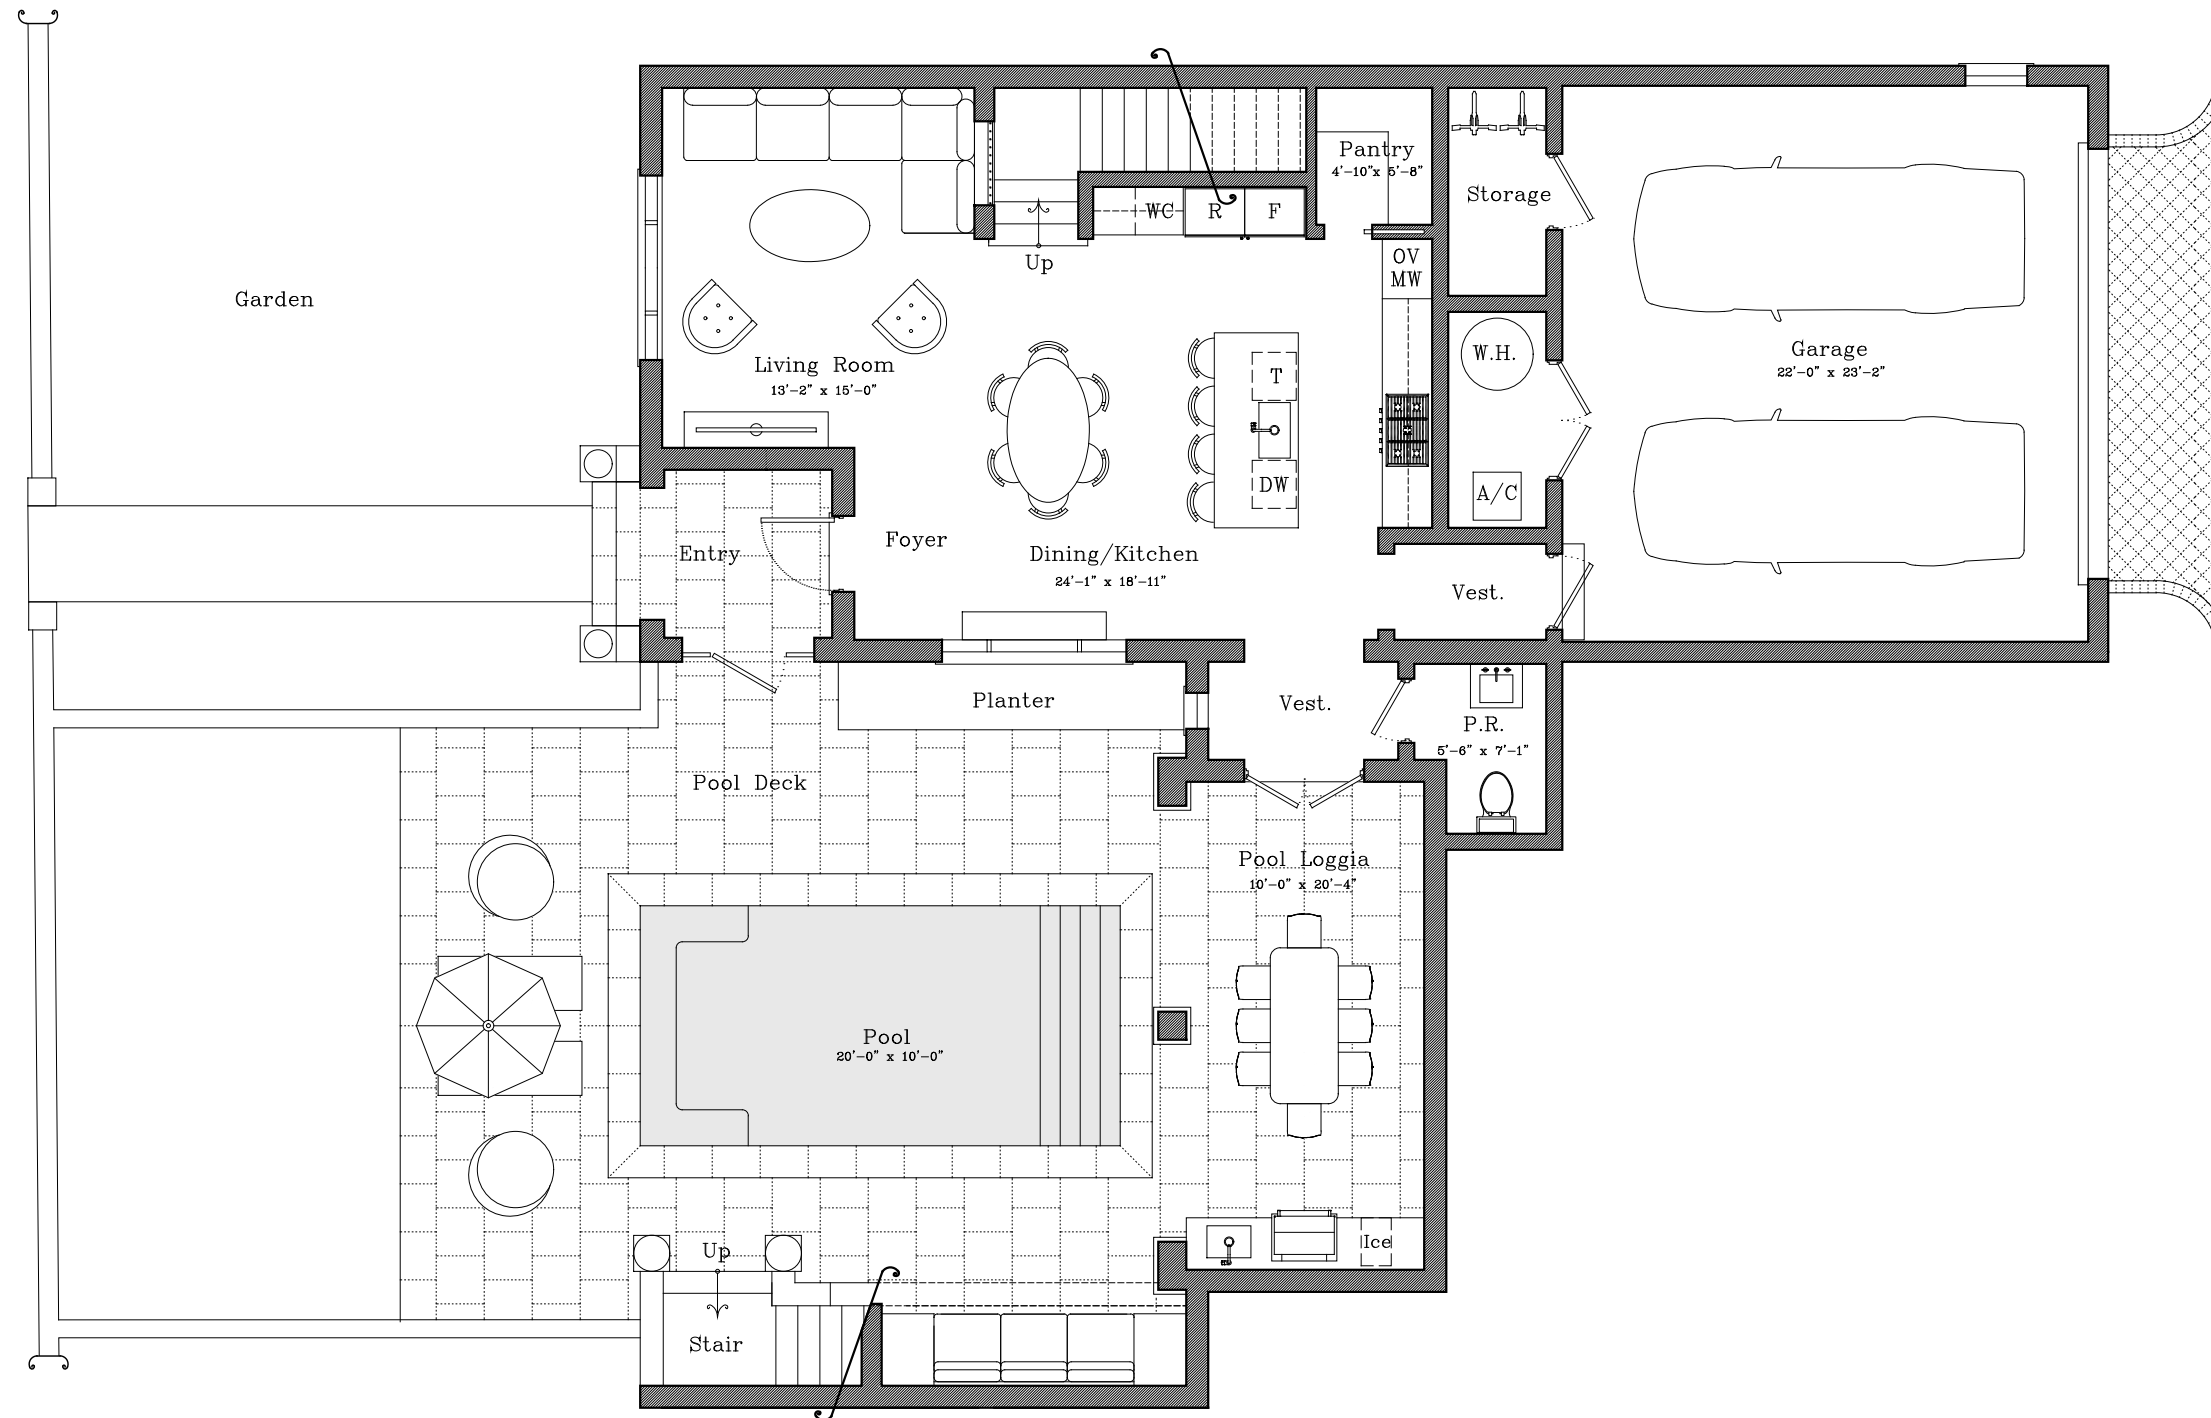 Pantry
4'-10"x 5'-8"
Storage
WC
R
F
Up
OV
MW
Garden
W.H.
Garage
22'-0" x 23'-2"
Living Room
13'-2" x 15'-0"
T
DW
A/C
Foyer
Entry
Dining/Kitchen
24'-1" x 18'-11"
Vest.
Planter
Vest.
P.R.
5'-6" x 7'-1"
Pool Deck
Pool Loggia
10'-0" x 20'-4"
Pool
20'-0" x 10'-0"
Up
Ice
Stair